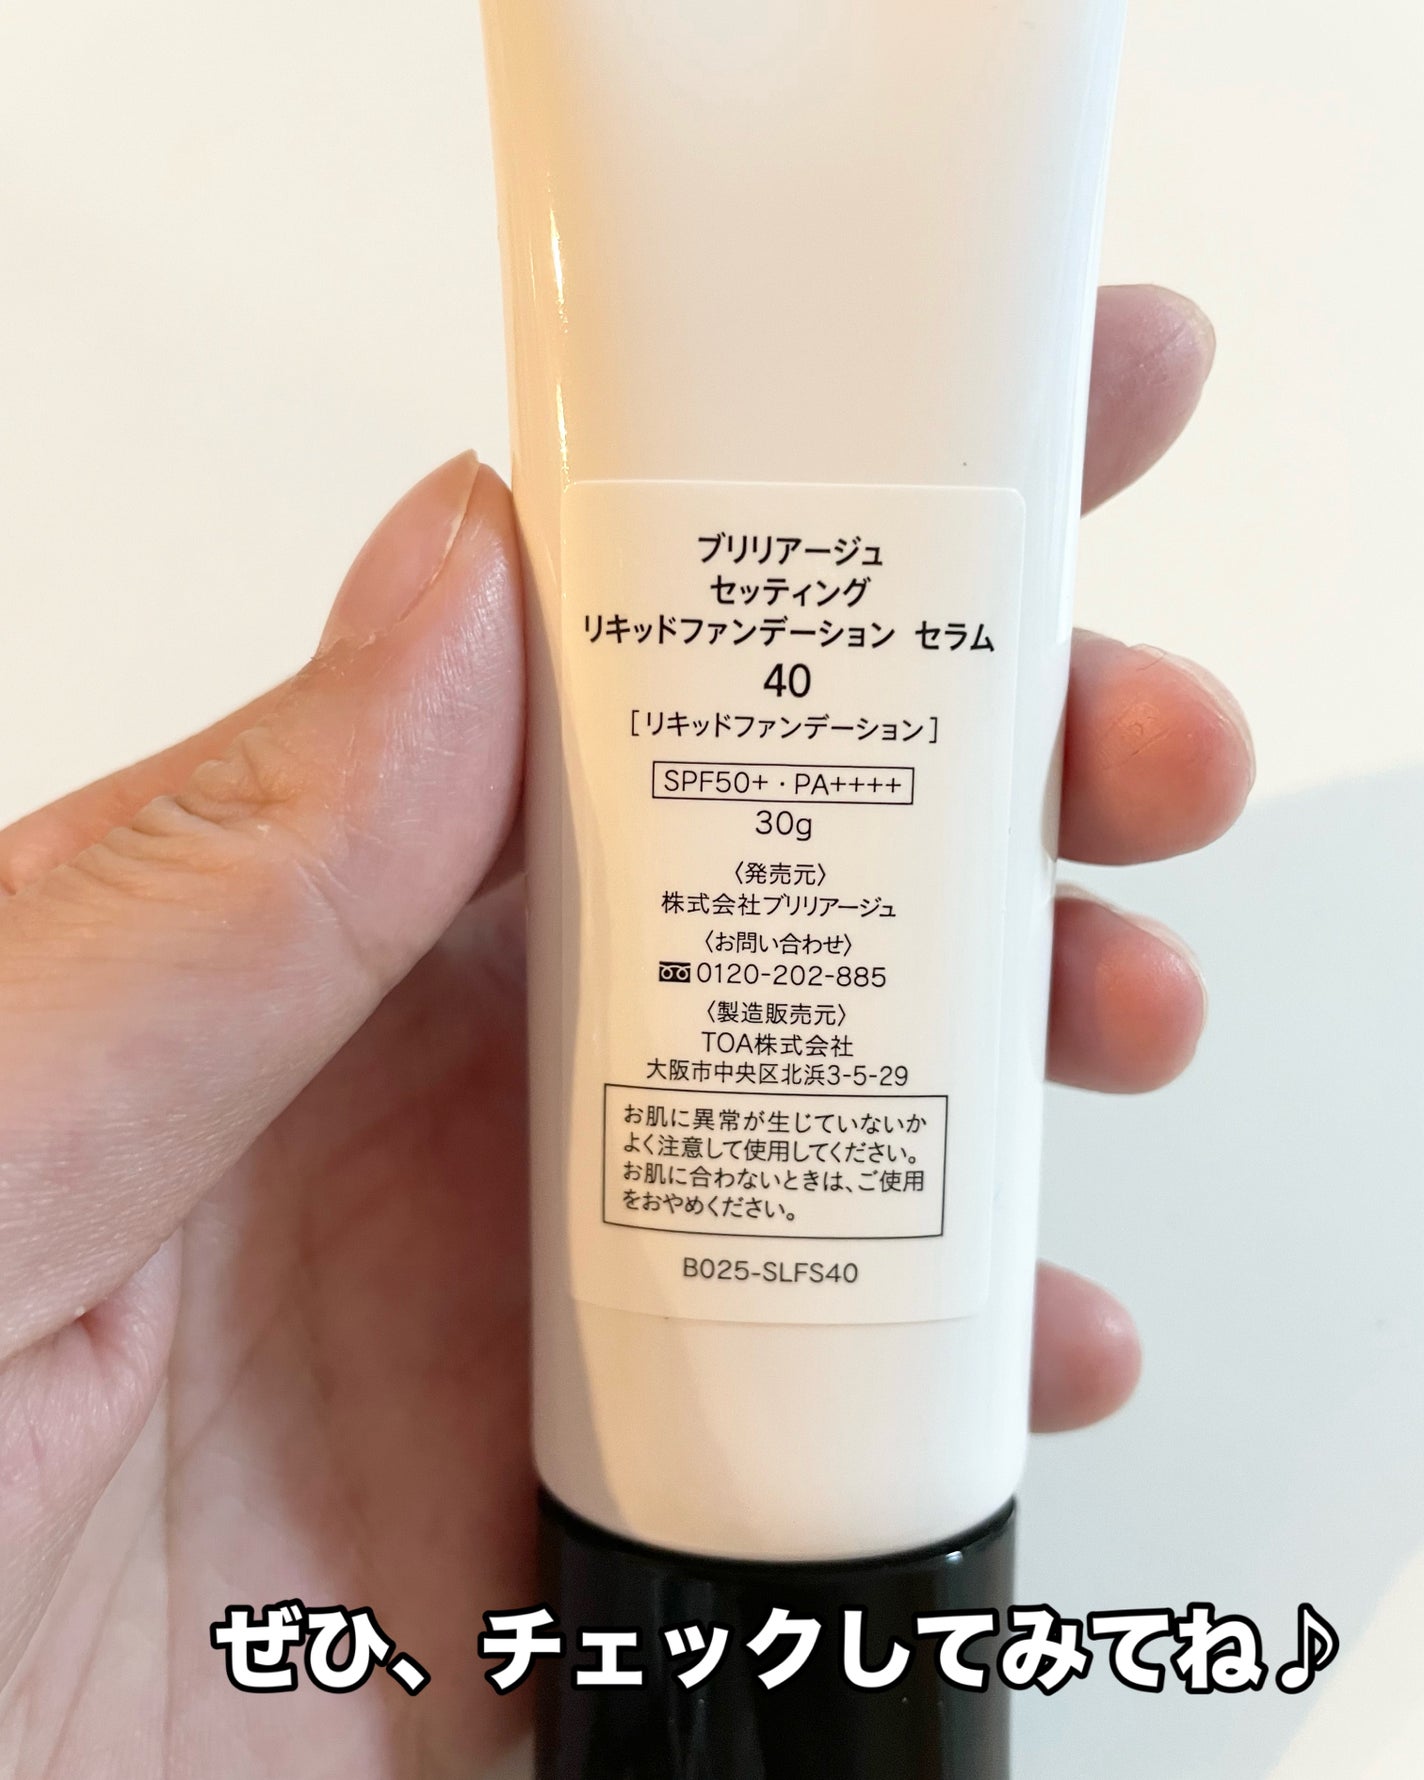 ブリリアージュ
セッティング
リキッドファンデーション セラム
40
[リキッドファンデーション]
SPF50+・PA++++
30g
〈発売元〉
株式会社ブリリアージュ
〈お問い合わせ〉
0120-202-885
〈製造販売元〉
TOA株式会社
大阪市中央区北浜3-5-29
お肌に異常が生じていないか
よく注意して使用してください。
お肌に合わないときは、ご使用
をおやめください。
B025-SLFS40
ぜひ、チェックしてみてね♪